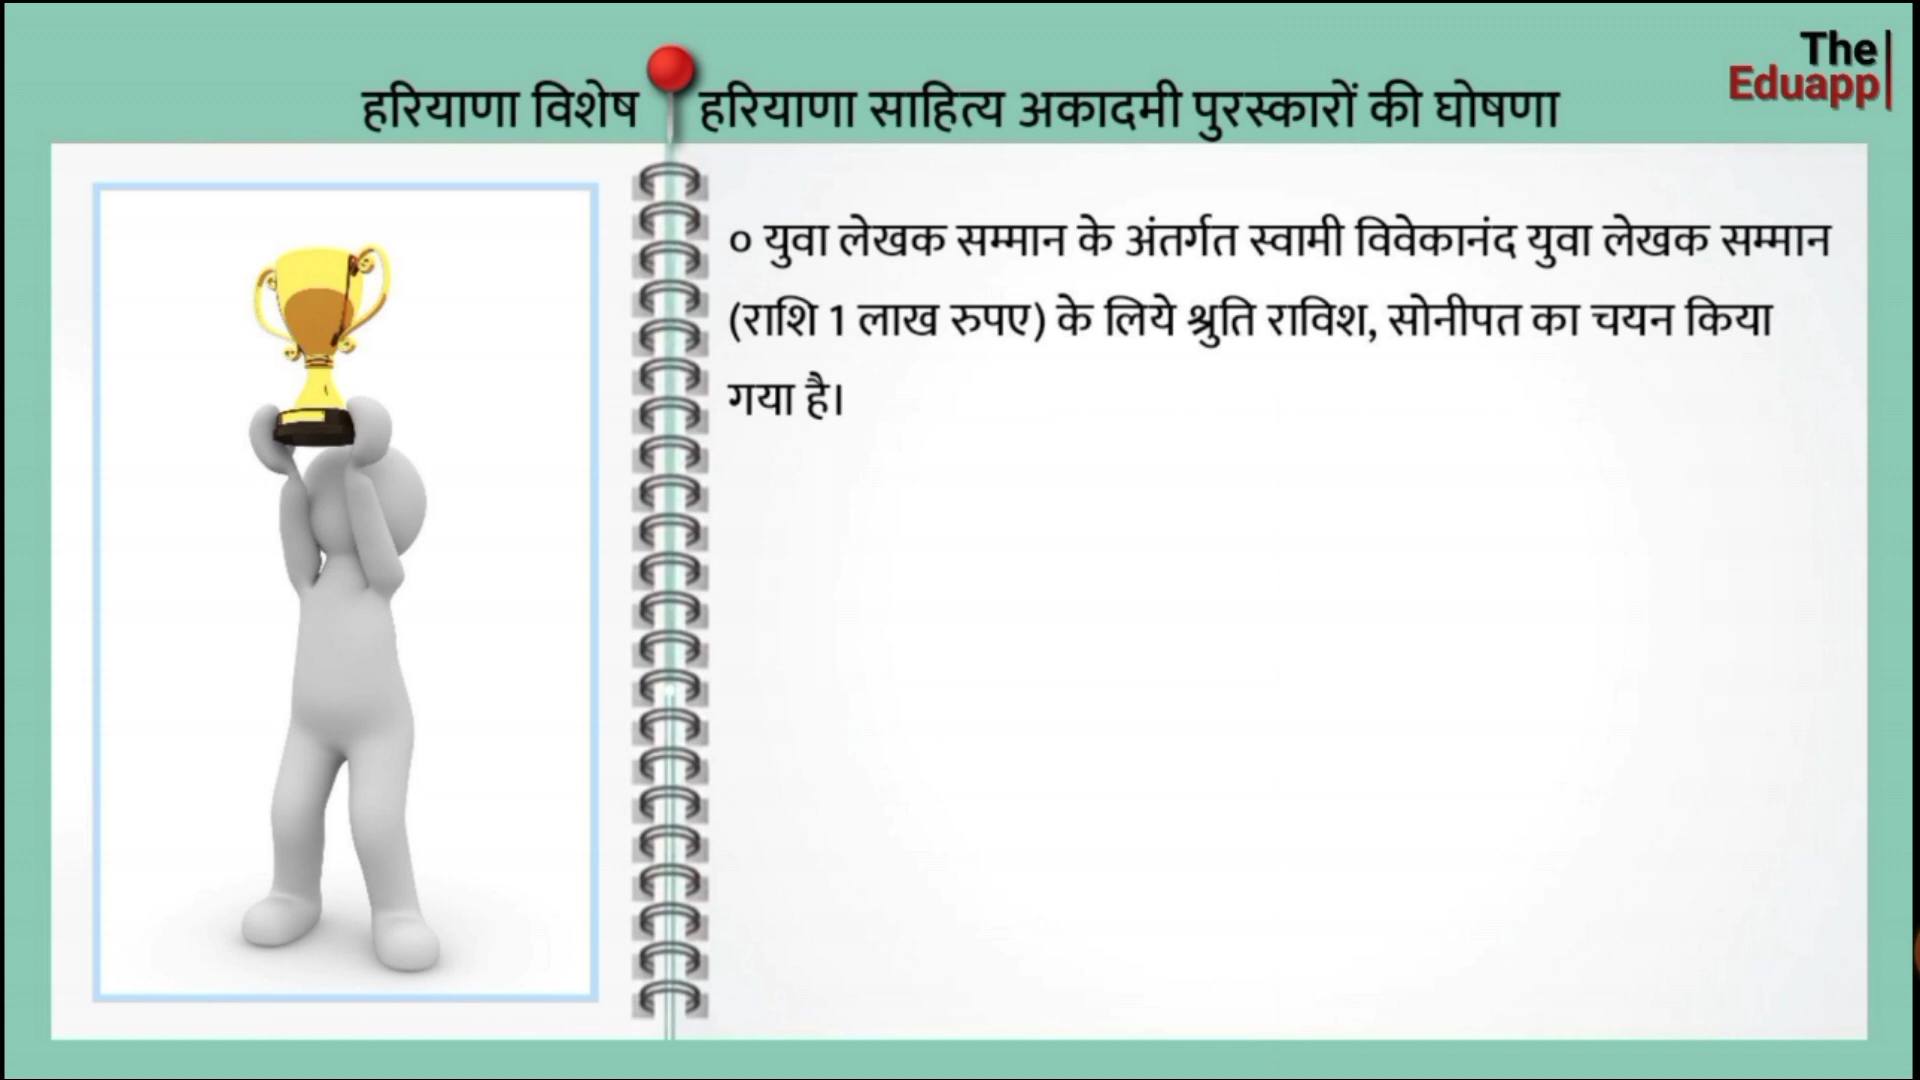 The
Eduapp
हरियाणा विशेष हरियाणा साहित्य अकादमी पुरस्कारों की घोषणा
o युवा लेखक सम्मान के अंतर्गत स्वामी विवेकानंद युवा लेखक सम्मान
(राशि 1 लाख रुपए) के लिये श्रुति राविश, सोनीपत का चयन किया
गया है।